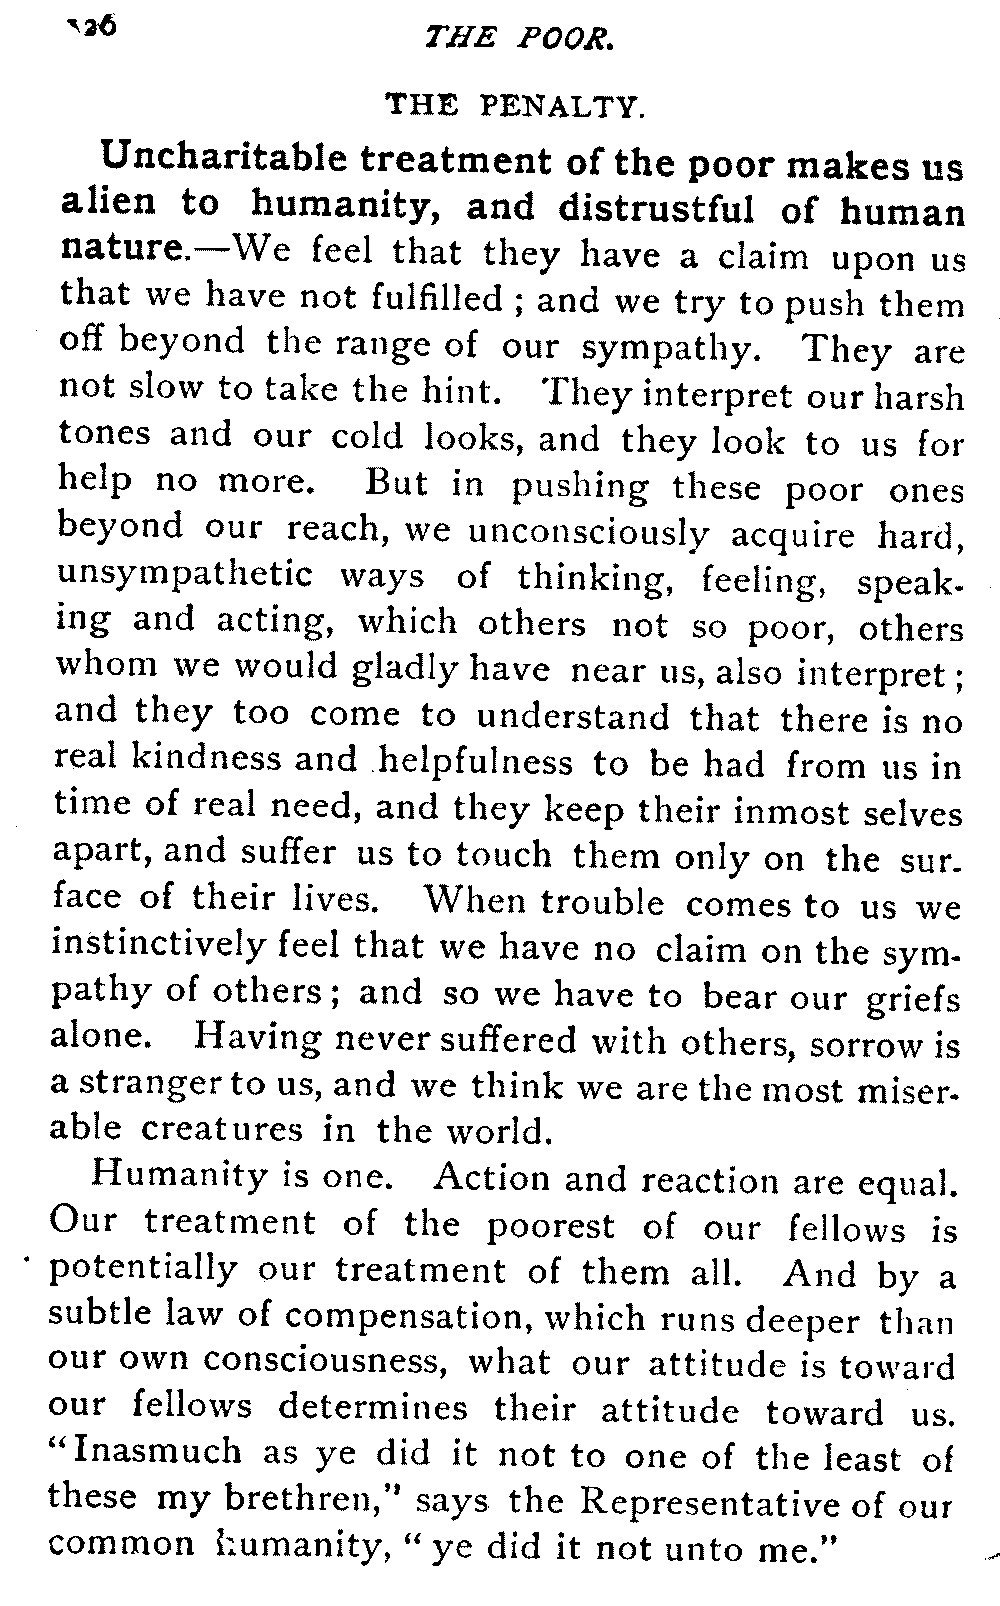 26
THE POOR.
THE PENALTY.
Uncharitable treatment of the poor makes us
alien to humanity, and distrustful of human
nature.—We feel that they have a claim upon us
that we have not fulfilled ; and we try to push them
off beyond the range of our sympathy. They are
not slow to take the hint. They interpret our harsh
tones and our cold looks, and they look to us for
help no more. But in pushing these poor ones
beyond our reach, we unconsciously acquire hard,
unsympathetic ways of thinking, feeling, speak-
ing and acting, which others not so poor, others
whom we would gladly have near us, also interpret ;
and they too come to understand that there is no
real kindness and helpfulness to be had from us in
time of real need, and they keep their inmost selves
apart, and suffer us to touch them only on the sur-
face of their lives. When trouble comes to us we
instinctively feel that we have no claim on the sym-
pathy of others ; and so we have to bear our griefs
alone. Having never suffered with others, sorrow is
a stranger to us, and we think we are the most miser-
able creatures in the world.
Humanity is one. Action and reaction are equal.
Our treatment of the poorest of our fellows is
potentially our treatment of them all. And by a
subtle law of compensation, which runs deeper than
our own consciousness, what our attitude is toward
our fellows determines their attitude toward us.
“Inasmuch as ye did it not to one of the least of
these my brethren,” says the Representative of our
common humanity, “ ye did it not unto me.”